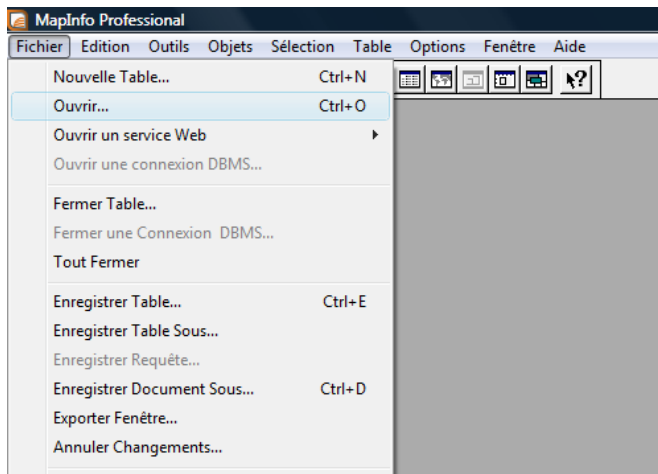 MapInfo Professional
Fichier Edition Outils Objets Sélection Table Options Fenêtre Aide
Nouvelle Table... Ctrl+N
Ouvrir... Ctrl+O
Ouvrir un service Web
Ouvrir une connexion DBMS...
Fermer Table...
Fermer une Connexion DBMS...
Tout Fermer
Enregistrer Table... Ctrl+E
Enregistrer Table Sous...
Enregistrer Requête...
Enregistrer Document Sous... Ctrl+D
Exporter Fenêtre...
Annuler Changements...